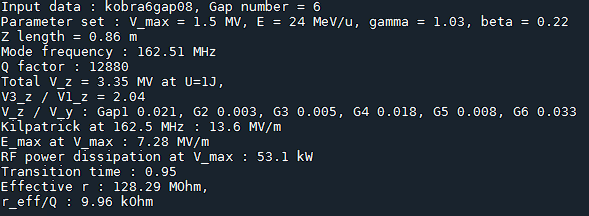 Input data : kobra6gap08, Gap number = 6
Parameter set : V_max = 1.5 MV, E = 24 MeV/u, gamma = 1.03, beta = 0.22
Z length = 0.86 m
Mode frequency : 162.51 MHz
Q factor : 12880
Total V_z = 3.35 MV at U=1J,
V3_z / V1_z = 2.04
V_z / V_y : Gap1 0.021, G2 0.003, G3 0.005, G4 0.018, G5 0.008, G6 0.033
Kilpatrick at 162.5 MHz : 13.6 MV/m
E_max at V_max : 7.28 MV/m
RF power dissipation at V_max : 53.1 kW
Transition time : 0.95
Effective r : 128.29 MOhm,
r_eff/Q : 9.96 kOhm